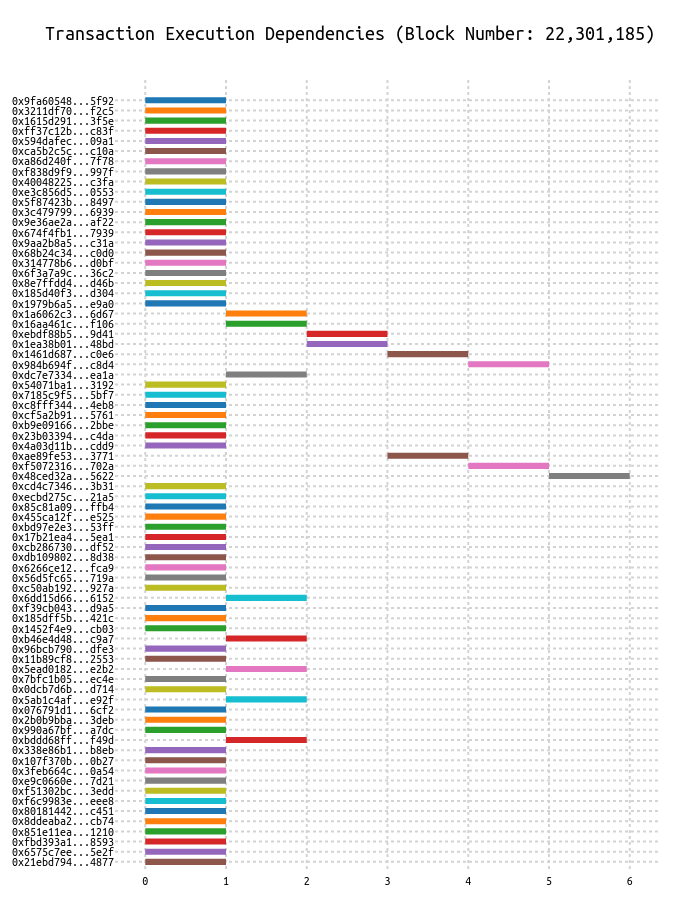 Transaction Execution Dependencies (Block Number: 22,301,185)
0x9fa60548...5f92
0x3211df70...f2c5
0x1615d291...3f5e
0xff37c12b...c83f
0x594dafec...09a1
0xca5b2c5c...c10a
0xa86d240f...7f78
0xf838d9f9...997f
0x40048225...c3fa
0xe3c856d5...0553
0x5f87423b...8497
0x3c479799...6939
0x9e36ae2a...af22
0x674f4fb1...7939
0x9aa2b8a5...c31a
0x68b24c34...c0d0
0x314778b6...d0bf
0x6f3a7a9c...36c2
0x8e7ffdd4...d46b
0x185d40f3...d304
0x1979b6a5...e9a0
0x1a6062c3...6d67
0x16aa461c...f106
0xebdf88b5...9d41
0x1ea38b01...48bd
0x1461d687...c0e6
0x984b694f...c8d4
0xdc7e7334...ea1a
0x54071ba1...3192
0x7185c9f5...5bf7
0xc8fff344...4eb8
0xcf5a2b91...5761
0xb9e09166...2bbe
0x23b03394...c4da
0x4a03d11b...cdd9
0xae89fe53...3771
0xf5072316...702a
0x48ced32a...5622
0xcd4c7346...3b31
0xecbd275c...21a5
0x85c81a09...ffb4
0x455ca12f...e525
0xbd97e2e3...53ff
0x17b21ea4...5ea1
0xcb286730...df52
0xdb109802...8d38
0x6266ce12...fca9
0x56d5fc65...719a
0xc50ab192...927a
0x6dd15d66...6152
0xf39cb043...d9a5
0x185dff5b...421c
0x1452f4e9...cb03
0xb46e4d48...c9a7
0x96bcb790...dfe3
0x11b89cf8...2553
0x5ead0182...e2b2
0x7bfc1b05...ec4e
0x0dcb7d6b...d714
0x5ab1c4af...e92f
0x076791d1...6cf2
0x2b0b9bba...3deb
0x990a67bf...a7dc
0xbddd68ff...f49d
0x338e86b1...b8eb
0x107f370b...0b27
0x3feb664c...0a54
0xe9c0660e...7d21
0xf51302bc...3edd
0xf6c9983e...eee8
0x80181442...c451
0x8ddeaba2...cb74
0x851e11ea...1210
0xfbd393a1...8593
0x6575c7ee...5e2f
0x21ebd794...4877
0 1 2 3 4 5 6